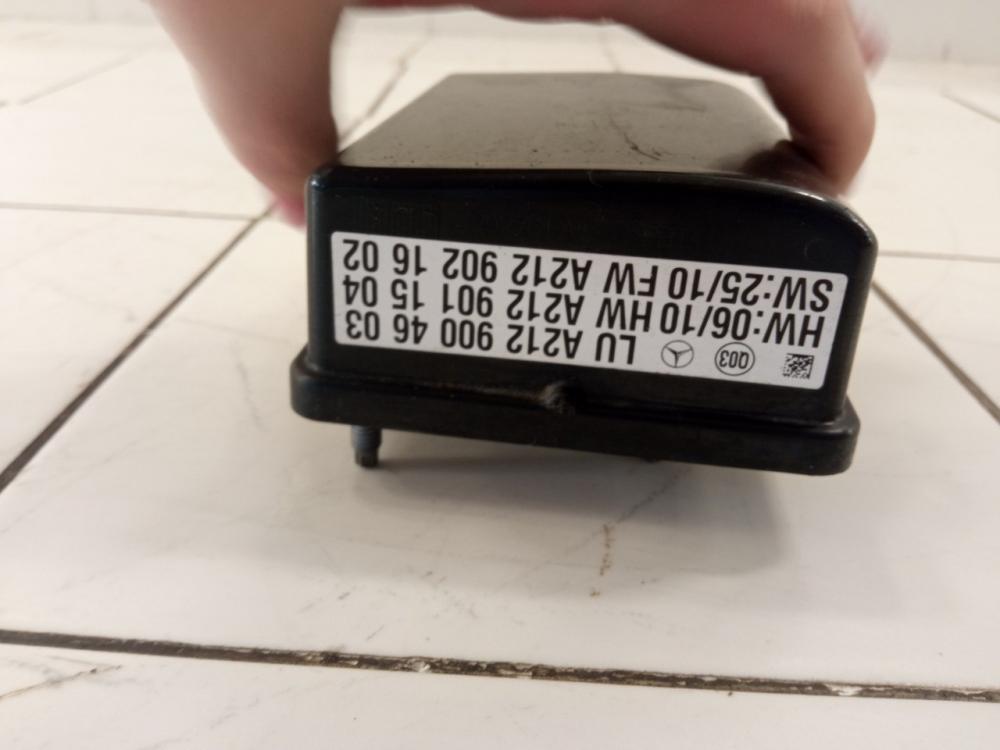 Q03 LU A212 900 46 03
HW:06/10 HW A212 901 15 04
SW:25/10 FW A212 902 16 02